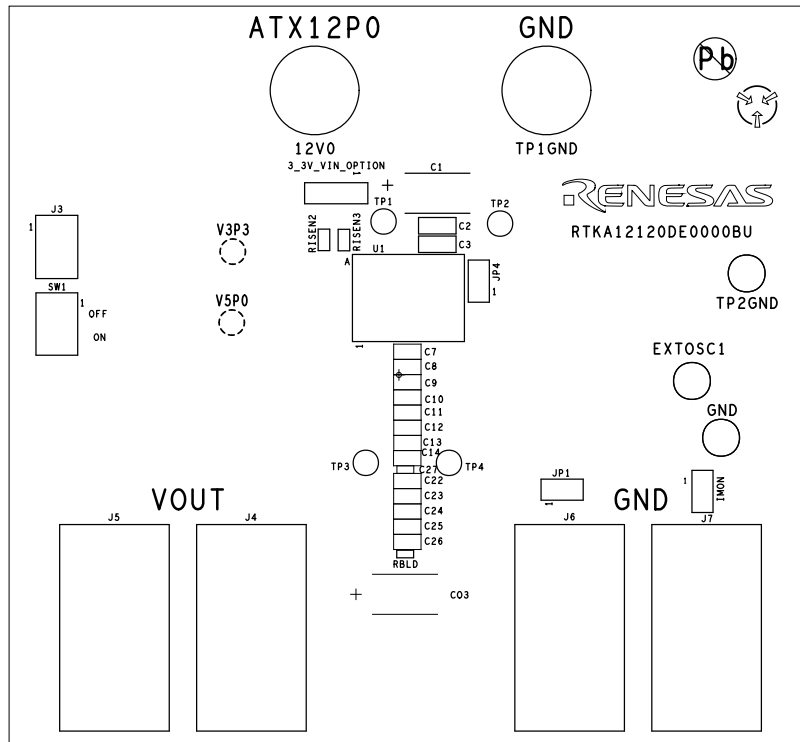 ATX12P0 GND
Pb
12V0 TP1GND
3_3V_VIN_OPTION
1
+ C1
RENESAS
RTKA12120DE0000BU
J3
1
TP1 TP2
RISEN2
RISEN3
C2
C3
V3P3
U1
A
JP4
1
TP2GND
SW1
1
OFF
ON
V5P0
1
C7
C8
C9
C10
C11
C12
C13
C14
EXTOSC1
GND
TP3 TP4
C27
C22
C23
C24
C25
C26
RBLD
JP1
1
1
IMON
VOUT GND
J5 J4 J6 J7
+ CO3